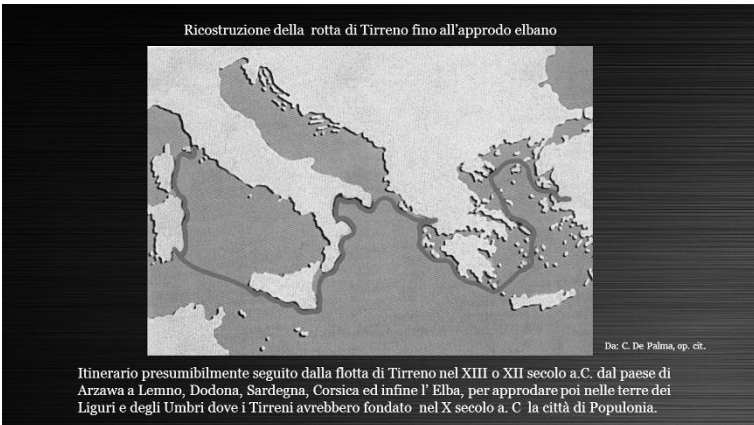 Ricostruzione della  rotta di Tirreno fino all’approdo elbano
Da: C. De Palma, op. cit.
Itinerario presumibilmente seguito dalla flotta di Tirreno nel XIII o XII secolo a.C. dal paese di
Arzawa a Lemno, Dodona, Sardegna, Corsica ed infine l’ Elba, per approdare poi nelle terre dei
Liguri e degli Umbri dove i Tirreni avrebbero fondato  nel X secolo a. C  la città di Populonia.